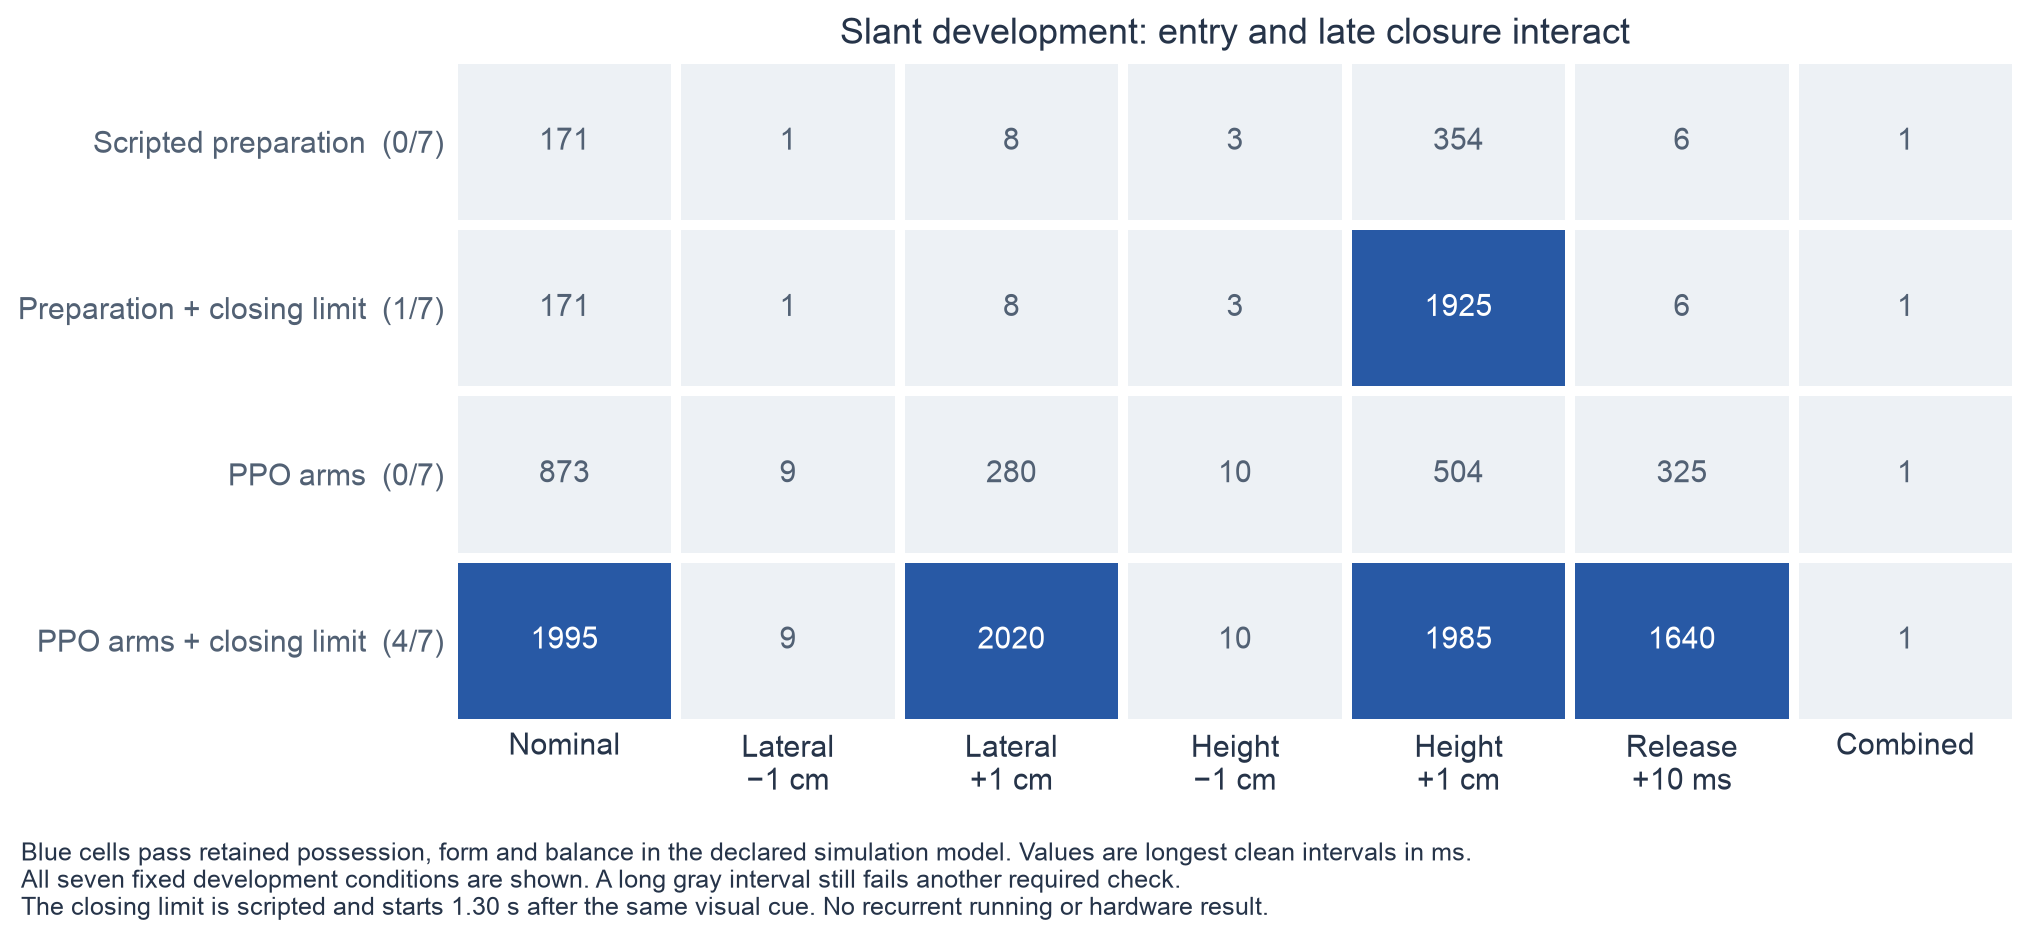 Slant development: entry and late closure interact
Scripted preparation (0/7) 171 1 8 3 354 6 1
Preparation + closing limit (1/7) 171 1 8 3 1925 6 1
PPO arms (0/7) 873 9 280 10 504 325 1
PPO arms + closing limit (4/7) 1995 9 2020 10 1985 1640 1
Nominal Lateral Lateral Height Height Release Combined
−1 cm +1 cm −1 cm +1 cm +10 ms
Blue cells pass retained possession, form and balance in the declared simulation model. Values are longest clean intervals in ms.
All seven fixed development conditions are shown. A long gray interval still fails another required check.
The closing limit is scripted and starts 1.30 s after the same visual cue. No recurrent running or hardware result.